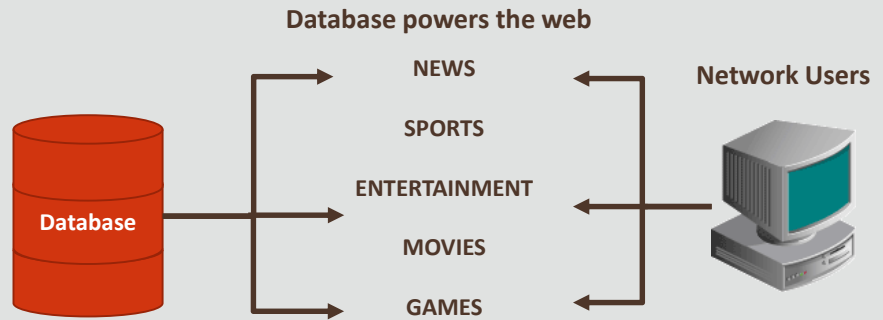 Database powers the web
NEWS
Network Users
SPORTS
ENTERTAINMENT
Database
MOVIES
GAMES